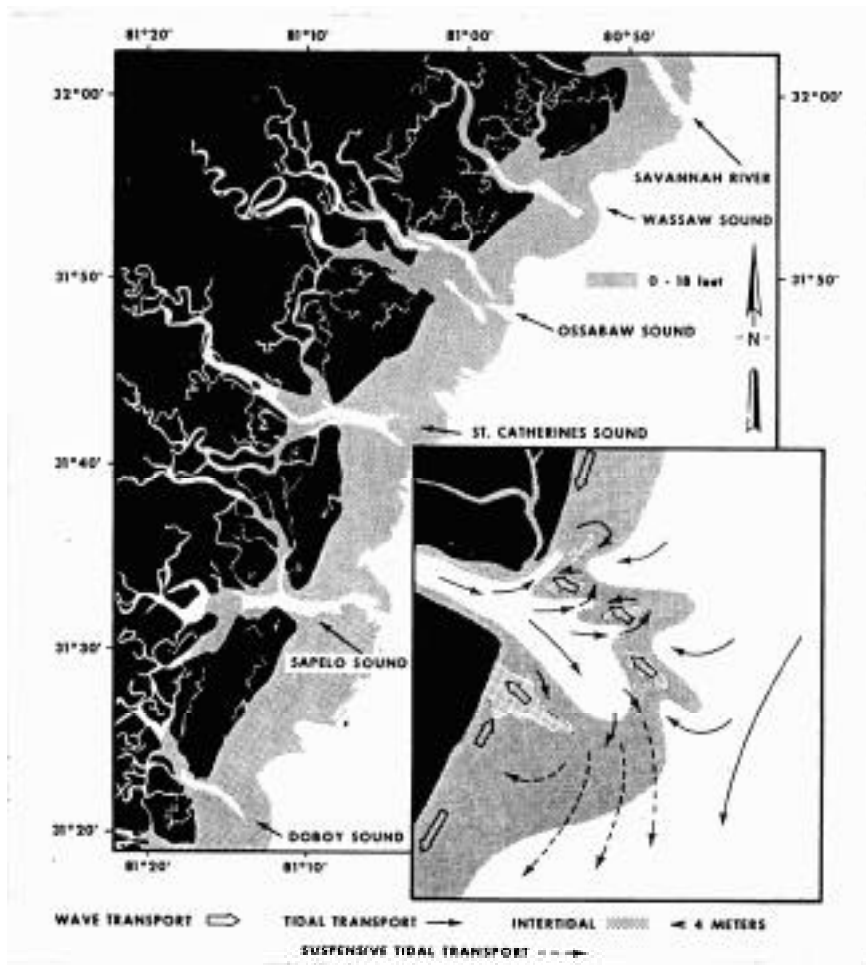 81°20' 81°10' 81°00' 80°50'
32°00' 32°00'
SAVANNAH RIVER
WASSAW SOUND
31°50' 0 - 18 feet 31°50'
OSSABAW SOUND
-N-
ST. CATHERINES SOUND
31°40'
31°30'
SAPELO SOUND
31°20' DOBOY SOUND
81°20' 81°10'
WAVE TRANSPORT TIDAL TRANSPORT INTERTIDAL < 4 METERS
SUSPENSIVE TIDAL TRANSPORT